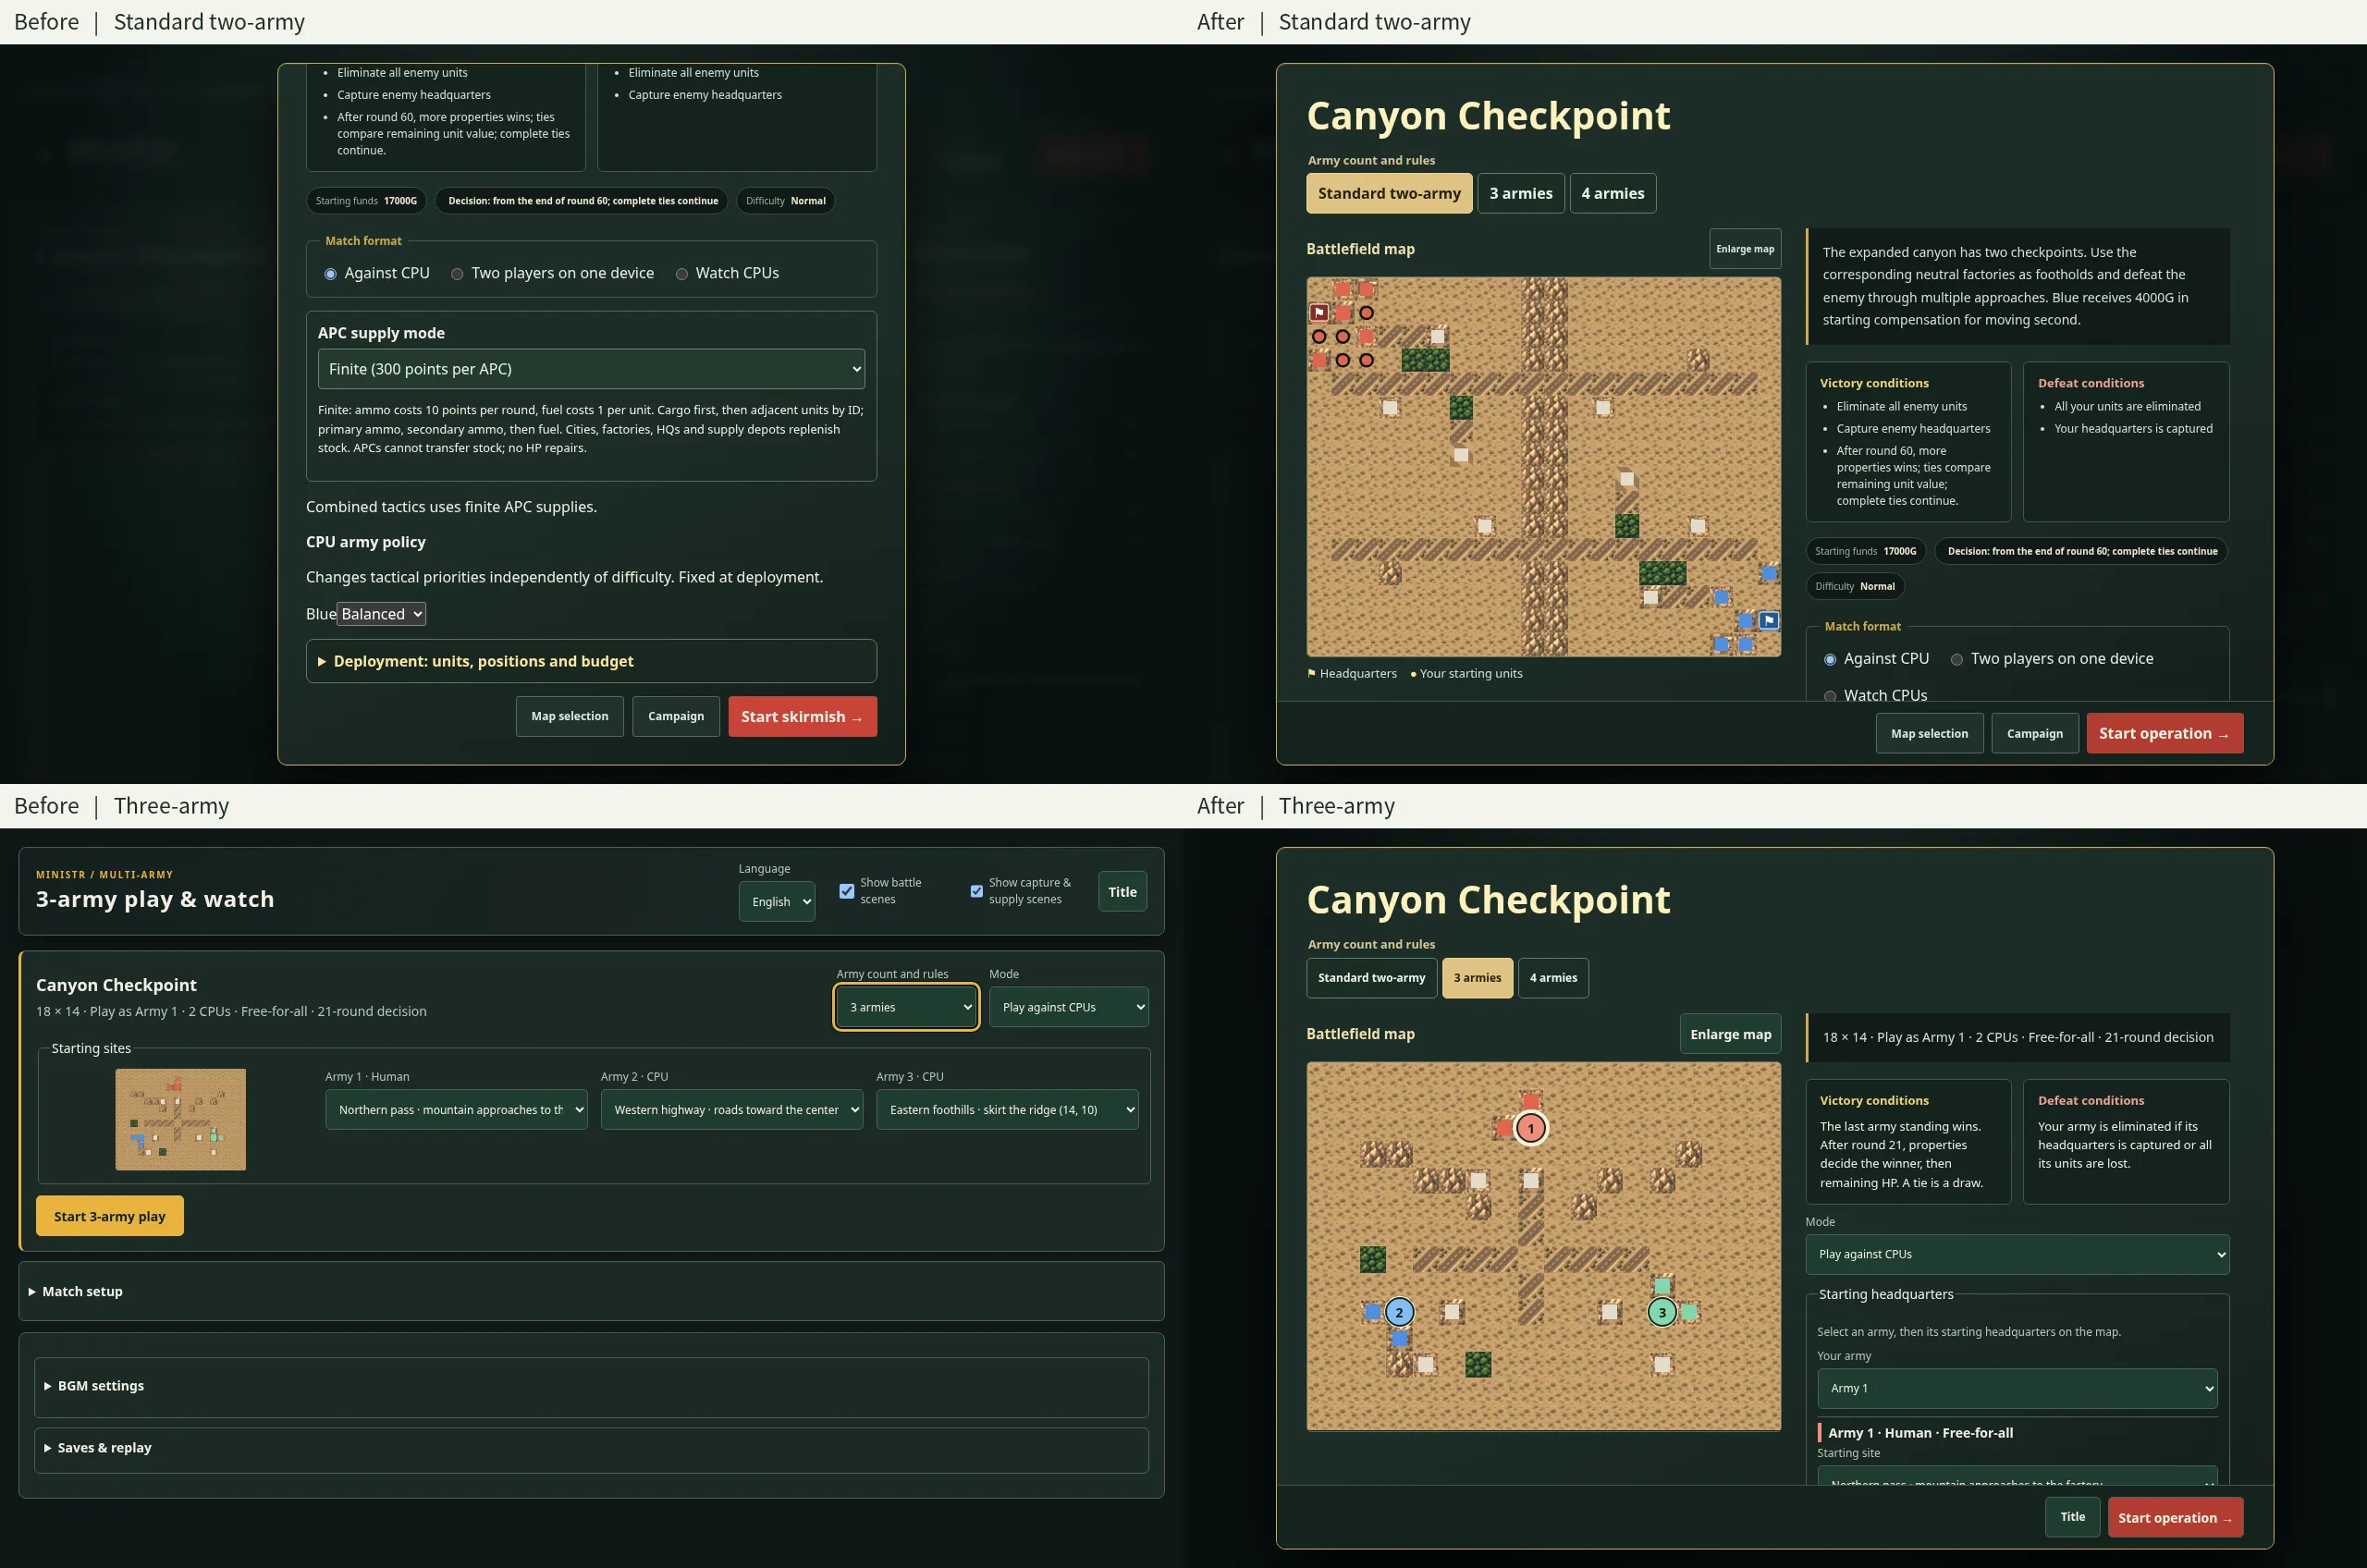 Before | Standard two-army
Eliminate all enemy units
Capture enemy headquarters
After round 60, more properties wins; ties
compare remaining unit value; complete ties
continue.
Eliminate all enemy units
Capture enemy headquarters
Starting funds 17000G
Decision: from the end of round 60; complete ties continue
Difficulty Normal
Match format
Against CPU
Two players on one device
Watch CPUs
APC supply mode
Finite (300 points per APC)
Finite: ammo costs 10 points per round, fuel costs 1 per unit. Cargo first, then adjacent units by ID;
primary ammo, secondary ammo, then fuel. Cities, factories, HQs and supply depots replenish
stock. APCs cannot transfer stock; no HP repairs.
Combined tactics uses finite APC supplies.
CPU army policy
Changes tactical priorities independently of difficulty. Fixed at deployment.
Blue Balanced
Deployment: units, positions and budget
Map selection
Campaign
Start skirmish →
After | Standard two-army
Canyon Checkpoint
Army count and rules
Standard two-army
3 armies
4 armies
Battlefield map
Enlarge map
Headquarters
Your starting units
The expanded canyon has two checkpoints. Use the
corresponding neutral factories as footholds and defeat the
enemy through multiple approaches. Blue receives 4000G in
starting compensation for moving second.
Victory conditions
Eliminate all enemy units
Capture enemy headquarters
After round 60, more
properties wins; ties compare
remaining unit value;
complete ties continue.
Defeat conditions
All your units are eliminated
Your headquarters is captured
Starting funds 17000G
Decision: from the end of round 60; complete ties continue
Difficulty Normal
Match format
Against CPU
Two players on one device
Watch CPUs
Map selection
Campaign
Start operation →
Before | Three-army
MINISTR / MULTI-ARMY
3-army play & watch
Language
English
Show battle
scenes
Show capture &
supply scenes
Title
Canyon Checkpoint
18 × 14 · Play as Army 1 · 2 CPUs · Free-for-all · 21-round decision
Army count and rules
3 armies
Mode
Play against CPUs
Starting sites
Army 1 · Human
Northern pass · mountain approaches to th
Army 2 · CPU
Western highway · roads toward the center
Army 3 · CPU
Eastern foothills · skirt the ridge (14, 10)
Start 3-army play
Match setup
BGM settings
Saves & replay
After | Three-army
Canyon Checkpoint
Army count and rules
Standard two-army
3 armies
4 armies
Battlefield map
Enlarge map
1
2
3
18 × 14 · Play as Army 1 · 2 CPUs · Free-for-all · 21-round decision
Victory conditions
The last army standing wins.
After round 21, properties
decide the winner, then
remaining HP. A tie is a draw.
Defeat conditions
Your army is eliminated if its
headquarters is captured or all
its units are lost.
Mode
Play against CPUs
Starting headquarters
Select an army, then its starting headquarters on the map.
Your army
Army 1
Army 1 · Human · Free-for-all
Starting site
Northern pass · mountain approaches to the factory
Title
Start operation →